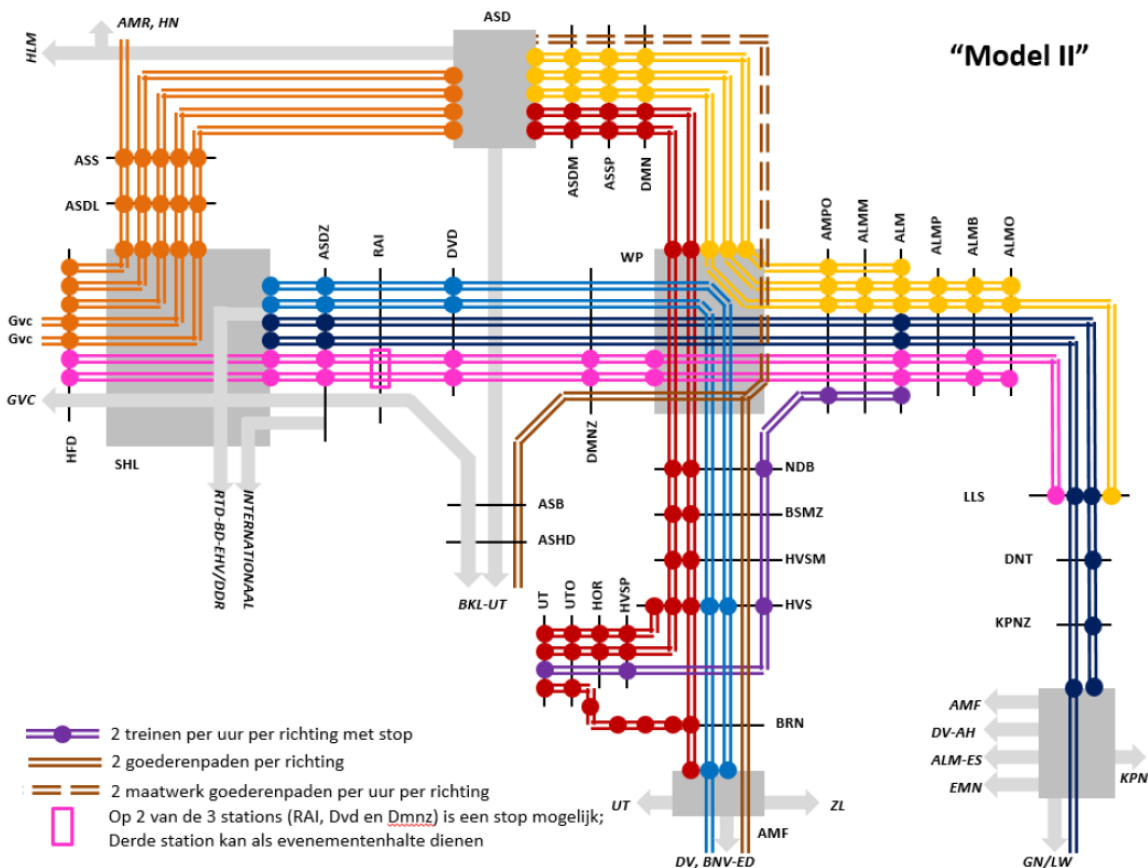 ASD
AMR, HN
HLM
“Model II”
ASS
ASDL
ASDM
ASSP
DMN
ASDZ
RAI
DVD
WP
AMPO
ALMM
ALM
ALMP
ALMB
ALMO
Gvc
Gvc
GVC
HFD
SHL
DMNZ
RTD-BD-EHV/DDR
INTERNATIONAAL
ASB
ASHD
BKL-UT
NDB
BSMZ
HVSM
HVS
UT
UTO
HOR
HVSP
BRN
LLS
DNT
KPNZ
AMF
DV-AH
ALM-ES
EMN
KPN
GN/LW
UT
ZL
AMF
DV, BNV-ED
2 treinen per uur per richting met stop
2 goederenpaden per richting
2 maatwerk goederenpaden per uur per richting
Op 2 van de 3 stations (RAI, Dvd en Dmnz) is een stop mogelijk;
Derde station kan als evenementenhalte dienen